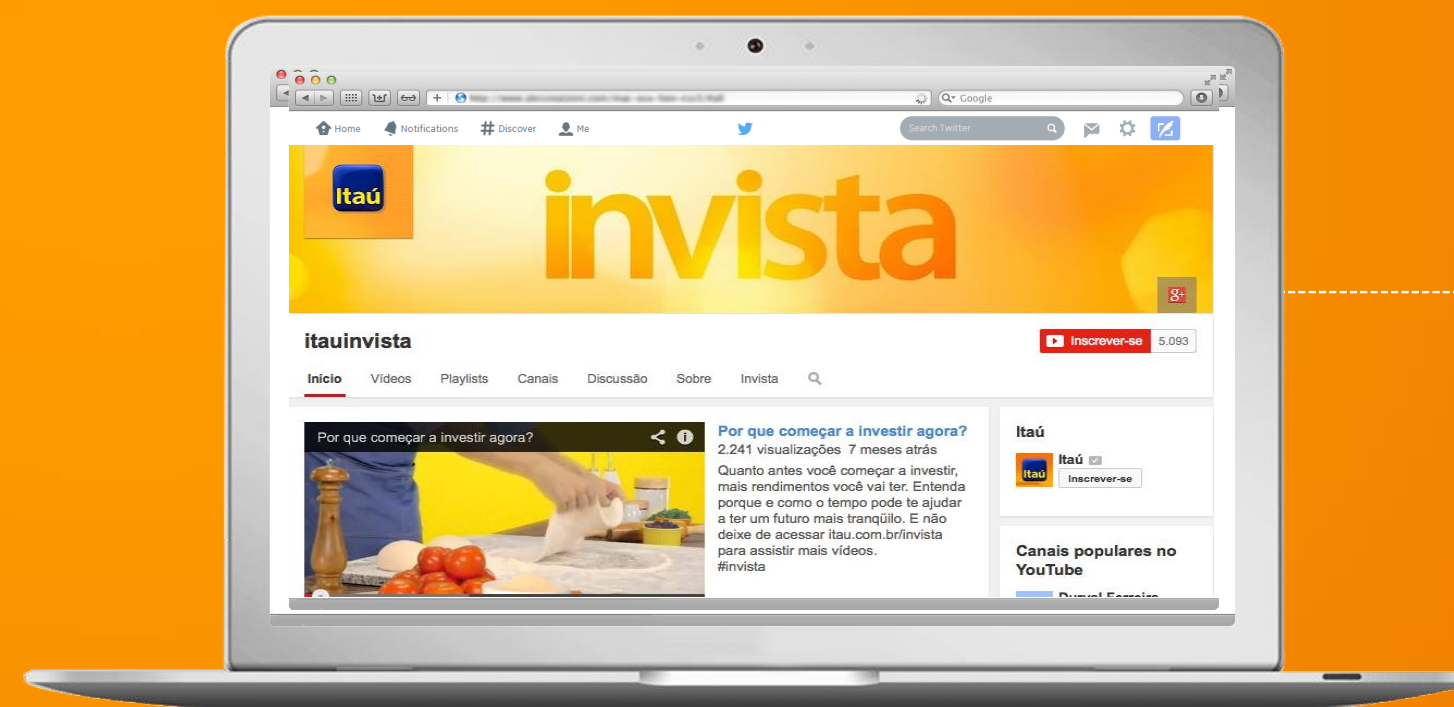 Google
Home Notifications Discover Me Search Twitter
Itaú
invista
g+
itauinvista
Inscrever-se 5.093
Início Vídeos Playlists Canais Discussão Sobre Invista
Por que começar a investir agora?
Por que começar a investir agora?
2.241 visualizações 7 meses atrás
Quanto antes você começar a investir,
mais rendimentos você vai ter. Entenda
porque e como o tempo pode te ajudar
a ter um futuro mais tranqüilo. E não
deixe de acessar itau.com.br/invista
para assistir mais vídeos.
#invista
Itaú
Itaú
Itaú
Inscrever-se
Canais populares no
YouTube